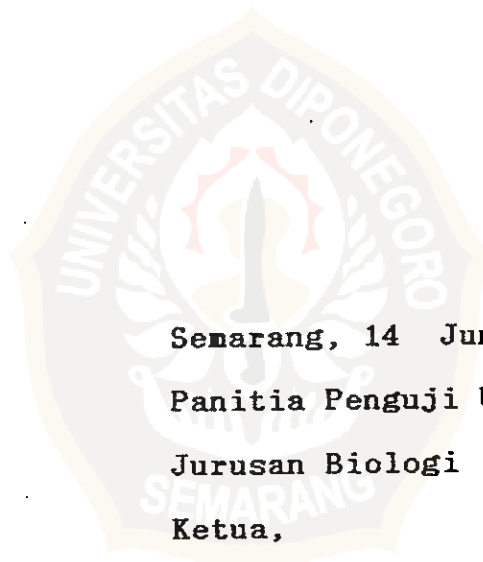 UNIVERSITAS DIPONEGORO
Semarang, 14
Panitia Penguji
Jurusan Biologi
SEMARANG
Ketua,